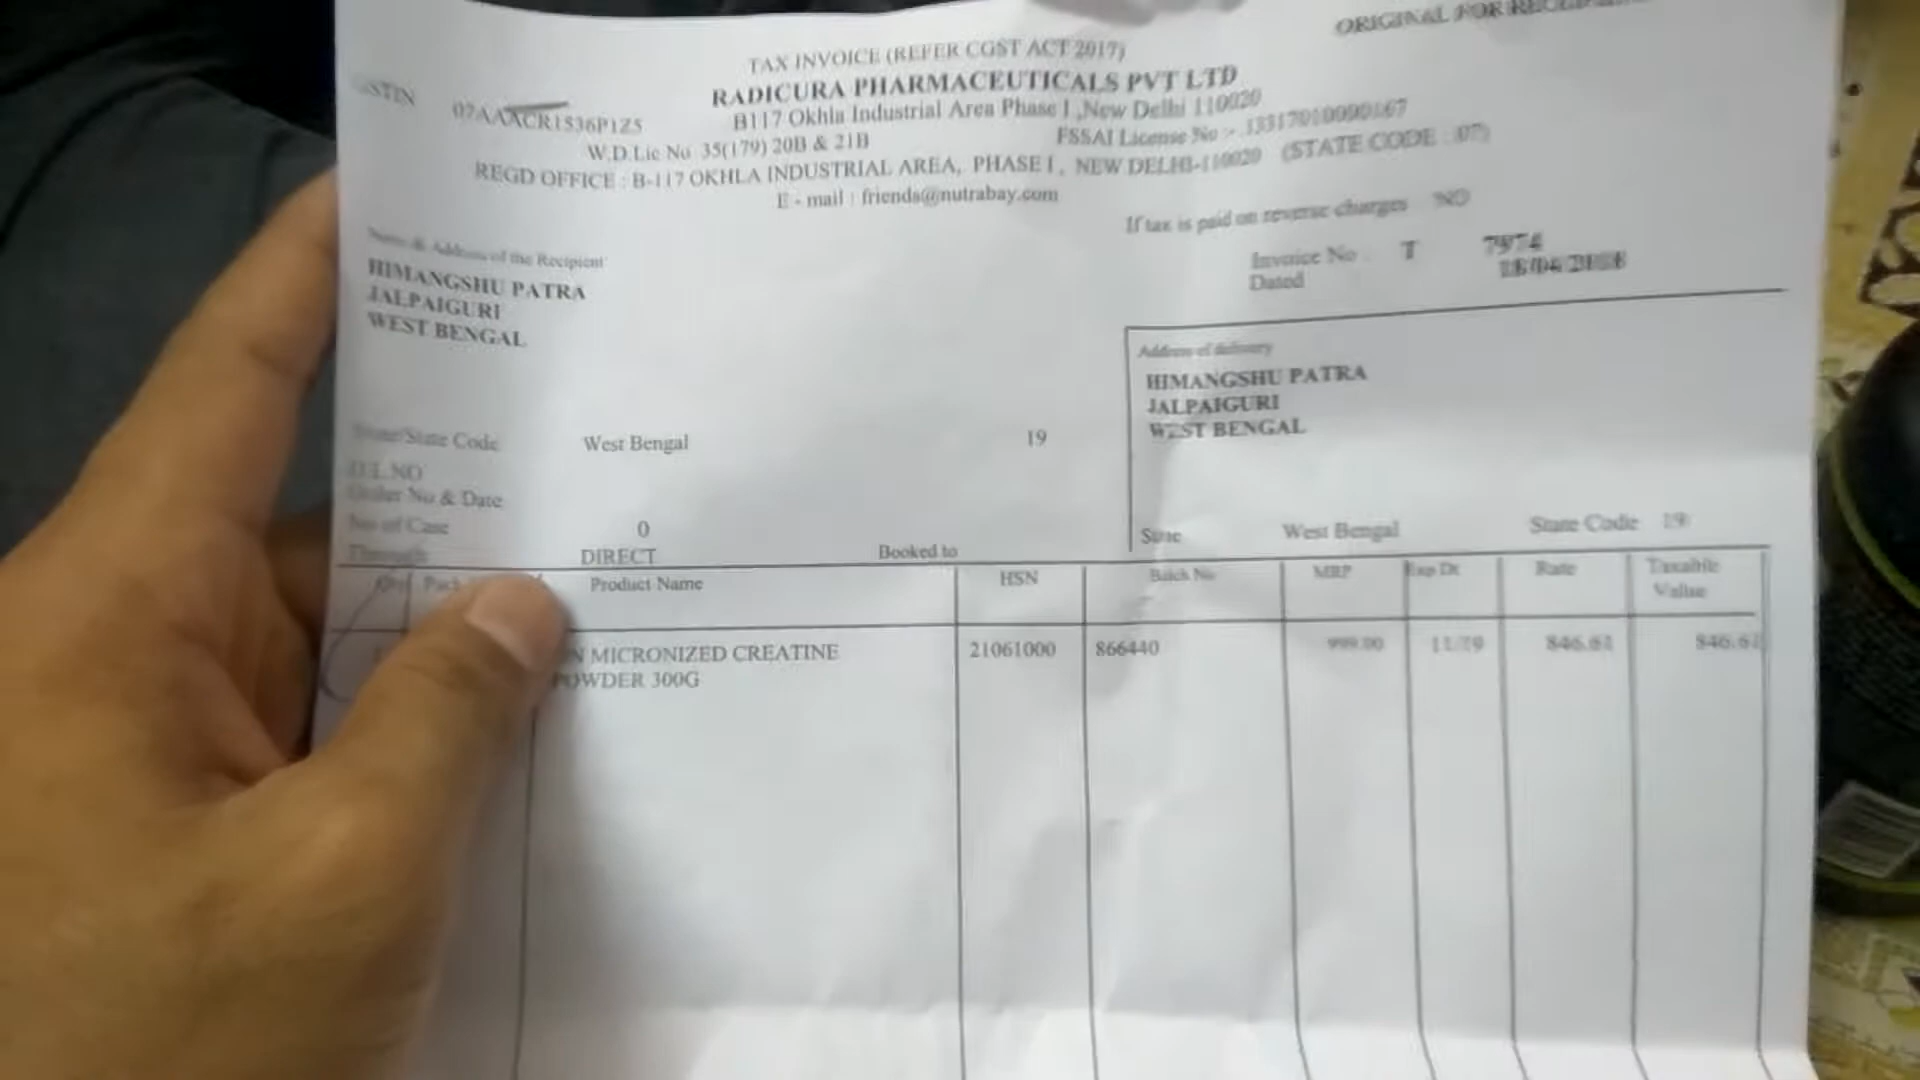 ORIGINAL FOR
TAX INVOICE (REFER CGST ACT 2017)
RADICURA PHARMACEUTICALS PVT LTD
GSTIN 07AAACR1536P1Z5
B117 Okhla Industrial Area Phase I ,New Delhi 110020
W.D.Lic No 35(179) 20B & 21B
FSSAI License No :- 13317010000167
REGD OFFICE : B-117 OKHLA INDUSTRIAL AREA, PHASE I , NEW DELHI-110020 (STATE CODE : 07)
E - mail : friends@nutrabay.com
If tax is paid on reverse charges NO
Invoice No . T 7974
Dated
Name & Address of the Recipient
HIMANGSHU PATRA
JALPAIGURI
WEST BENGAL
Address of delivery
HIMANGSHU PATRA
JALPAIGURI
WEST BENGAL
State/State Code West Bengal 19
D.L.NO
Order No & Date
No of Case 0
Through DIRECT Booked to
State West Bengal State Code 19
Qty Pack Product Name HSN Batch No MRP Exp Dt Rate Taxable Value
N MICRONIZED CREATINE 21061000 866440 999.00 11/19 846.61 846.61
POWDER 300G